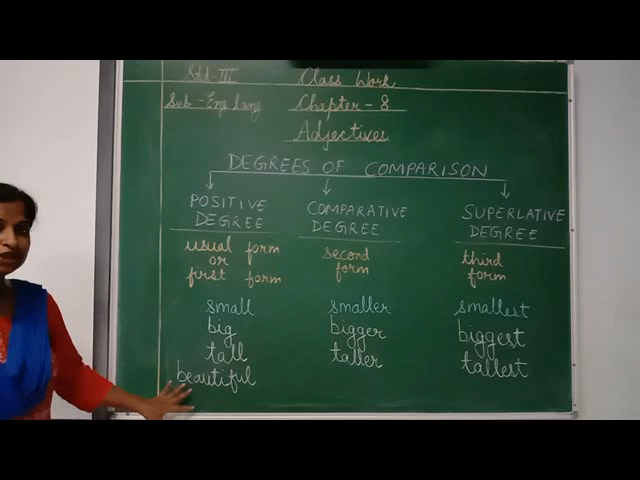 Std-III Class Work
Sub-Eng lang Chapter-8
Adjectives
DEGREES OF COMPARISON
POSITIVE DEGREE
usual form
or
first form
small
big
tall
beautiful
COMPARATIVE DEGREE
second
form
smaller
bigger
taller
SUPERLATIVE DEGREE
third
form
smallest
biggest
tallest